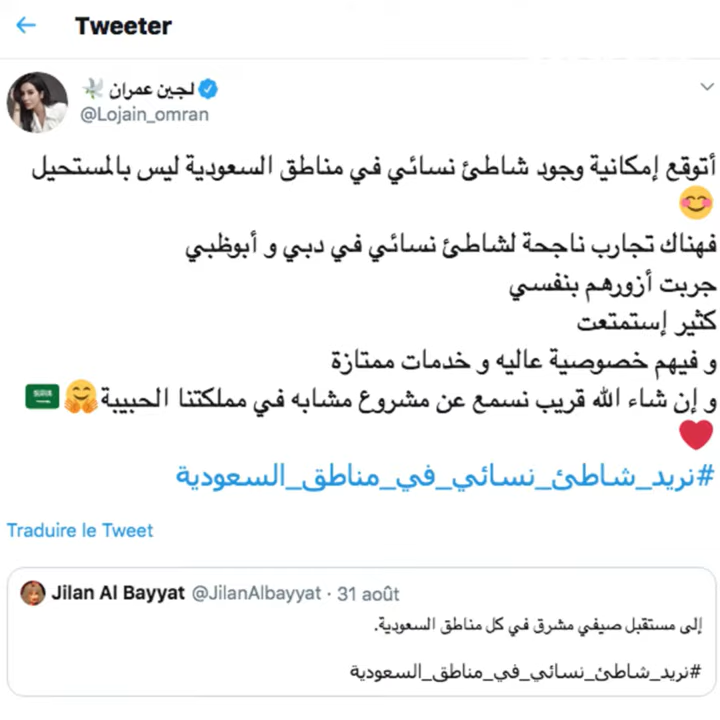 Tweeter
لجين عمران
@Lojain_omran
أتوقع إمكانية وجود شاطئ نسائي في مناطق السعودية ليس بالمستحيل
😊
فهناك تجارب ناجحة لشاطئ نسائي في دبي و أبوظبي
جربت أزورهم بنفسي
كثير إستمتعت
و فيهم خصوصية عاليه و خدمات ممتازة
و إن شاء الله قريب نسمع عن مشروع مشابه في مملكتنا الحبيبة🤗🇸🇦
❤️
#نريد_شاطئ_نسائي_في_مناطق_السعودية
Traduire le Tweet
Jilan Al Bayyat @JilanAlbayyat · 31 août
إلى مستقبل صيفي مشرق في كل مناطق السعودية.
#نريد_شاطئ_نسائي_في_مناطق_السعودية